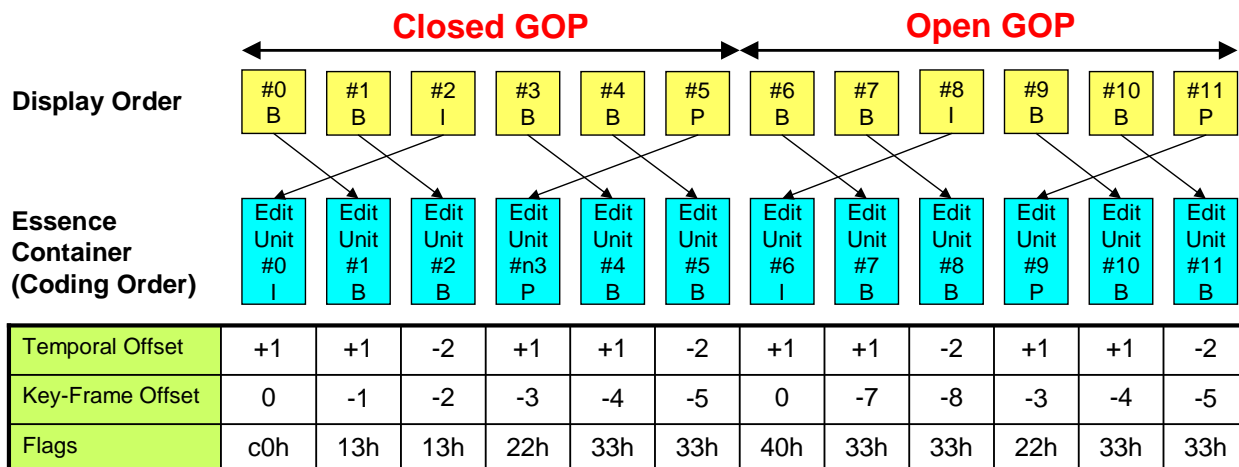 Closed GOP Open GOP
Display Order
#0 #1 #2 #3 #4 #5 #6 #7 #8 #9 #10 #11
B B I B B P B B I B B P
Essence
Container
(Coding Order)
Edit Edit Edit Edit Edit Edit Edit Edit Edit Edit Edit Edit
Unit Unit Unit Unit Unit Unit Unit Unit Unit Unit Unit Unit
#0 #1 #2 #n3 #4 #5 #6 #7 #8 #9 #10 #11
I B B P B B I B B P B B
Temporal Offset +1 +1 -2 +1 +1 -2 +1 +1 -2 +1 +1 -2
Key-Frame Offset 0 -1 -2 -3 -4 -5 0 -7 -8 -3 -4 -5
Flags c0h 13h 13h 22h 33h 33h 40h 33h 33h 22h 33h 33h